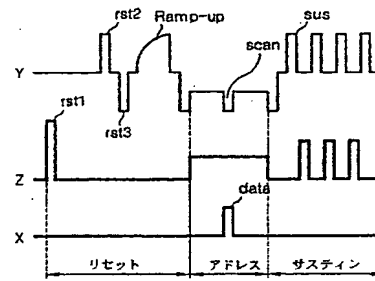 rst2
Ramp-up
sus
Y
scan
rst1
rst3
Z
data
X
リセット
アドレス
サスティン